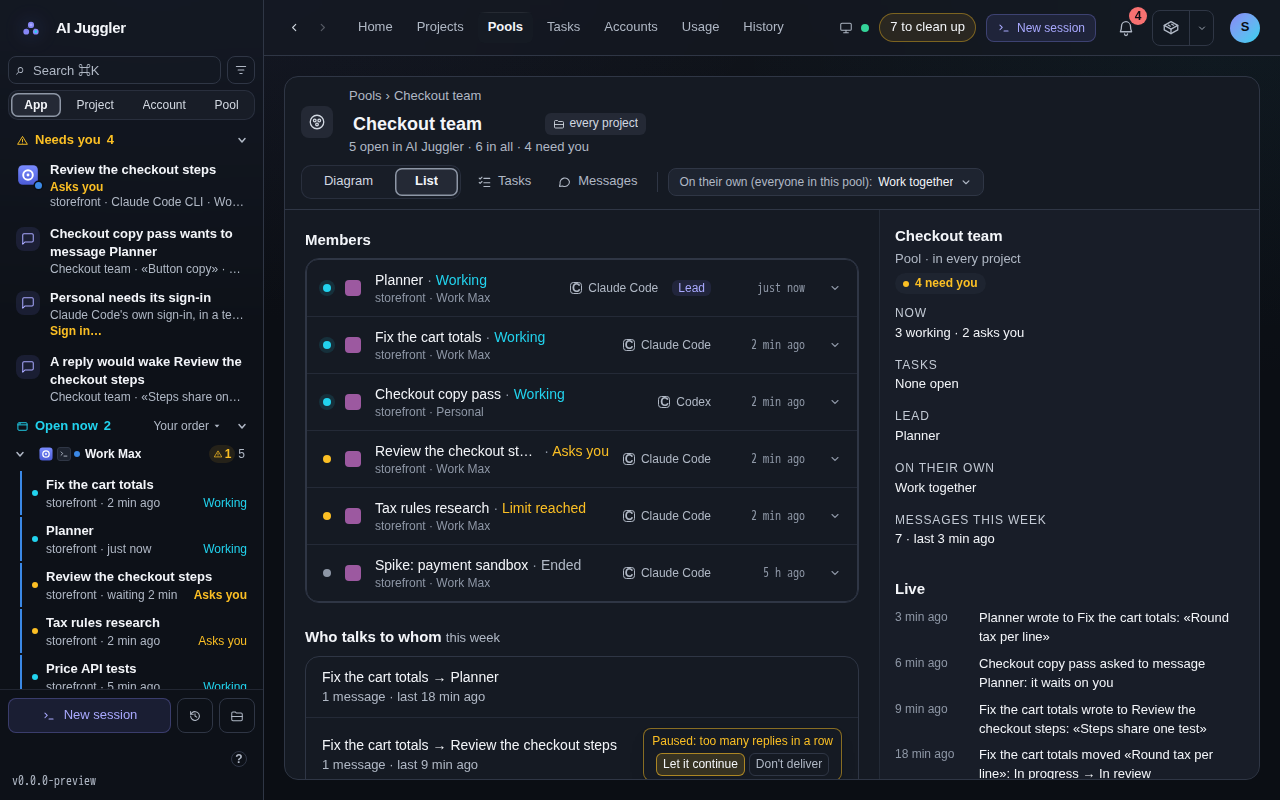 AI Juggler
Search ⌘K
App Project Account Pool
Needs you 4
Review the checkout steps
Asks you
storefront · Claude Code CLI · Wo…
Checkout copy pass wants to
message Planner
Checkout team · «Button copy» · …
Personal needs its sign-in
Claude Code's own sign-in, in a te…
Sign in…
A reply would wake Review the
checkout steps
Checkout team · «Steps share on…
Open now 2 Your order
Work Max 1 5
Fix the cart totals
storefront · 2 min ago Working
Planner
storefront · just now Working
Review the checkout steps
storefront · waiting 2 min Asks you
Tax rules research
storefront · 2 min ago Asks you
Price API tests
storefront · 5 min ago Working
New session
?
v0.0.0-preview
Home Projects Pools Tasks Accounts Usage History
7 to clean up
New session
4
S
Pools › Checkout team
Checkout team every project
5 open in AI Juggler · 6 in all · 4 need you
Diagram List Tasks Messages
On their own (everyone in this pool): Work together
Members
Planner · Working
storefront · Work Max
C Claude Code Lead just now
Fix the cart totals · Working
storefront · Work Max
C Claude Code 2 min ago
Checkout copy pass · Working
storefront · Personal
C Codex 2 min ago
Review the checkout st… · Asks you
storefront · Work Max
C Claude Code 2 min ago
Tax rules research · Limit reached
storefront · Work Max
C Claude Code 2 min ago
Spike: payment sandbox · Ended
storefront · Work Max
C Claude Code 5 h ago
Who talks to whom this week
Fix the cart totals → Planner
1 message · last 18 min ago
Fix the cart totals → Review the checkout steps
1 message · last 9 min ago
Paused: too many replies in a row
Let it continue Don't deliver
Checkout team
Pool · in every project
4 need you
NOW
3 working · 2 asks you
TASKS
None open
LEAD
Planner
ON THEIR OWN
Work together
MESSAGES THIS WEEK
7 · last 3 min ago
Live
3 min ago Planner wrote to Fix the cart totals: «Round
tax per line»
6 min ago Checkout copy pass asked to message
Planner: it waits on you
9 min ago Fix the cart totals wrote to Review the
checkout steps: «Steps share one test»
18 min ago Fix the cart totals moved «Round tax per
line»: In progress → In review